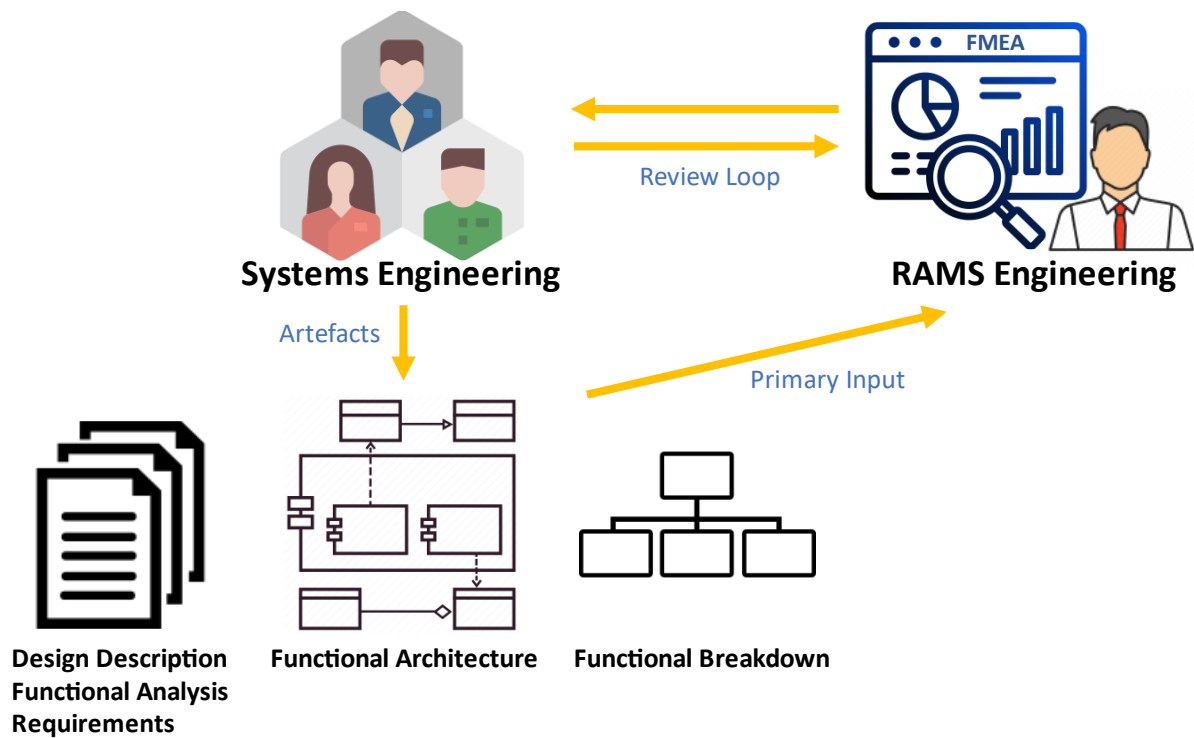 FMEA
Review Loop
Systems Engineering
RAMS Engineering
Artefacts
Primary Input
Design Description
Functional Analysis
Requirements
Functional Architecture
Functional Breakdown